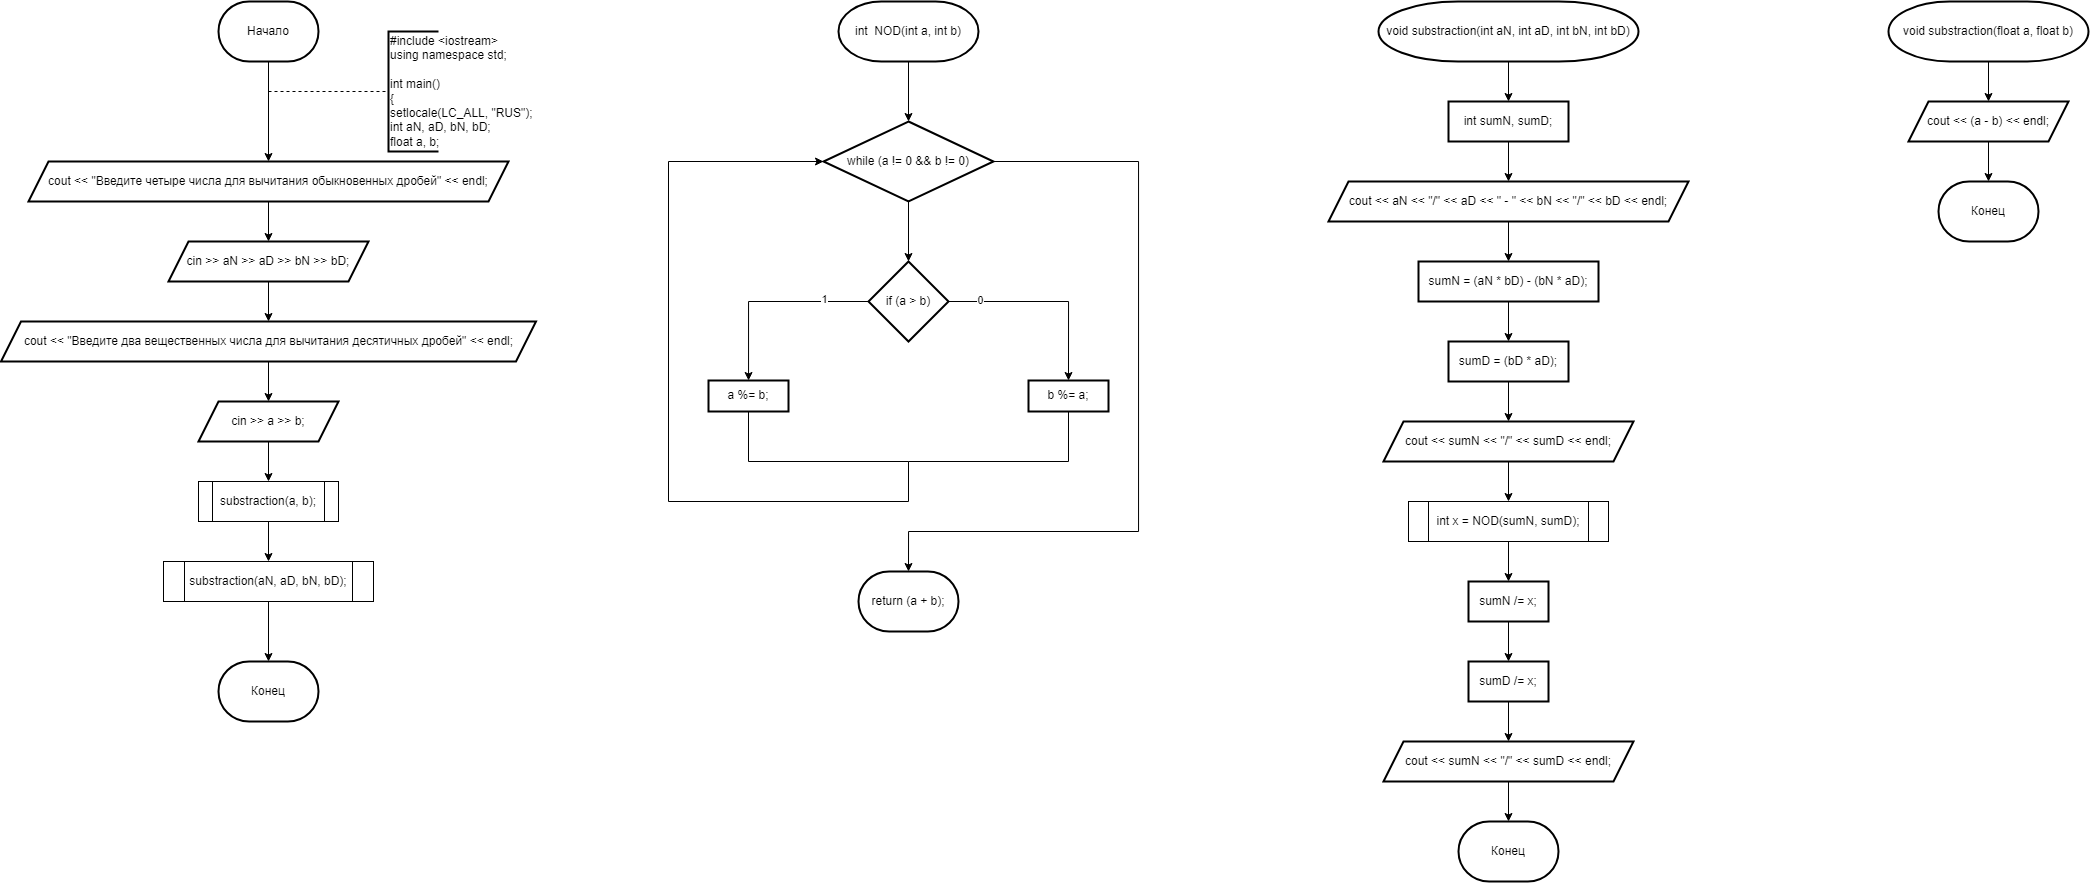 Начало
#include <iostream>
using namespace std;
int main()
{
setlocale(LC_ALL, "RUS");
int aN, aD, bN, bD;
float a, b;
cout << "Введите четыре числа для вычитания обыкновенных дробей" << endl;
cin >> aN >> aD >> bN >> bD;
cout << "Введите два вещественных числа для вычитания десятичных дробей" << endl;
cin >> a >> b;
substraction(a, b);
substraction(aN, aD, bN, bD);
Конец
int NOD(int a, int b)
while (a != 0 && b != 0)
if (a > b)
1
0
a %= b;
b %= a;
return (a + b);
void substraction(int aN, int aD, int bN, int bD)
int sumN, sumD;
cout << aN << "/" << aD << " - " << bN << "/" << bD << endl;
sumN = (aN * bD) - (bN * aD);
sumD = (bD * aD);
cout << sumN << "/" << sumD << endl;
int x = NOD(sumN, sumD);
sumN /= x;
sumD /= x;
cout << sumN << "/" << sumD << endl;
Конец
void substraction(float a, float b)
cout << (a - b) << endl;
Конец